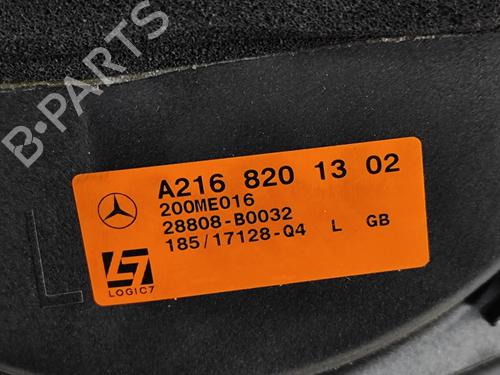 B-PARTS
A216 820 13 02
200ME016
28808-B0032
185/17128-Q4 L GB
L7
LOGIC7
L